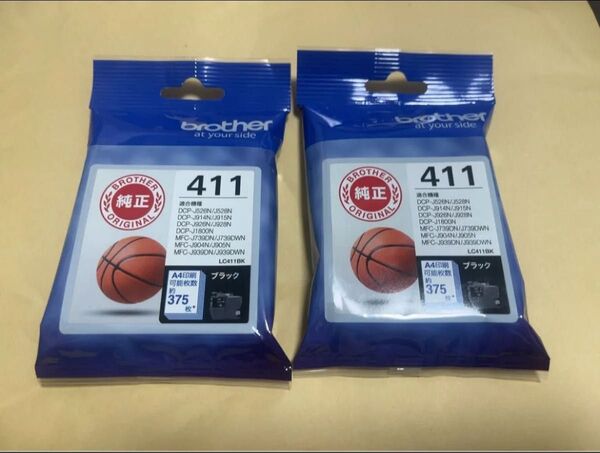 brother
at your side
BROTHER
純正
ORIGINAL
411
適合機種
DCP-J526N/J528N
DCP-J914N/J915N
DCP-J926N/J928N
DCP-J1800N
MFC-J739DN/J739DWN
MFC-J904N/J905N
MFC-J939DN/J939DWN
LC411BK
A4印刷
可能枚数
約
375
枚*
ブラック
brother
at your side
BROTHER
純正
ORIGINAL
411
適合機種
DCP-J526N/J528N
DCP-J914N/J915N
DCP-J926N/J928N
DCP-J1800N
MFC-J739DN/J739DWN
MFC-J904N/J905N
MFC-J939DN/J939DWN
LC411BK
A4印刷
可能枚数
約
375
枚*
ブラック